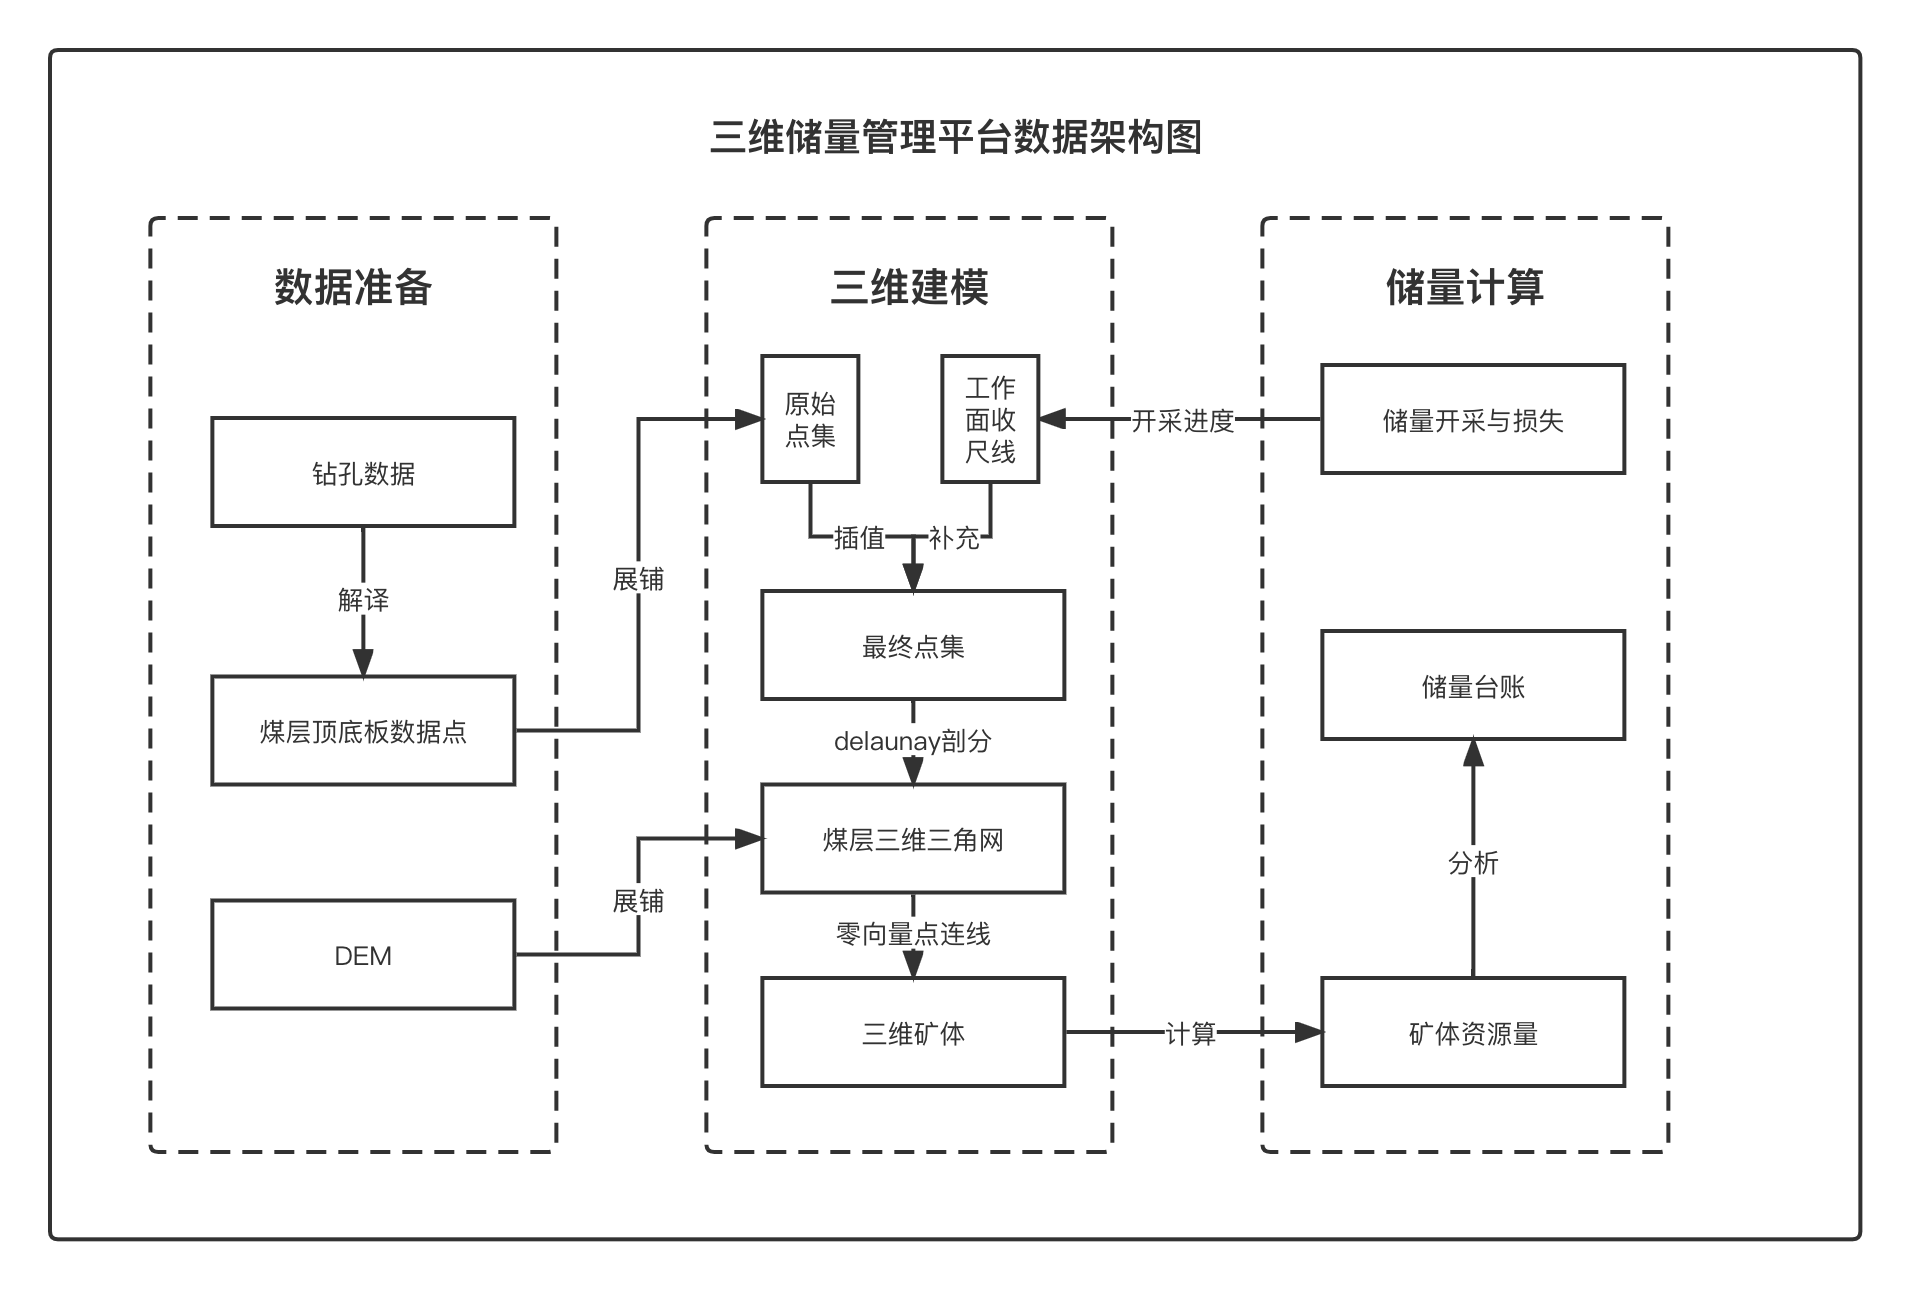 三维储量管理平台数据架构图
数据准备
钻孔数据
解译
煤层顶底板数据点
DEM
展铺
展铺
三维建模
原始
点集
工作
面收
尺线
插值
补充
最终点集
delaunay剖分
煤层三维三角网
零向量点连线
三维矿体
开采进度
计算
储量计算
储量开采与损失
储量台账
分析
矿体资源量